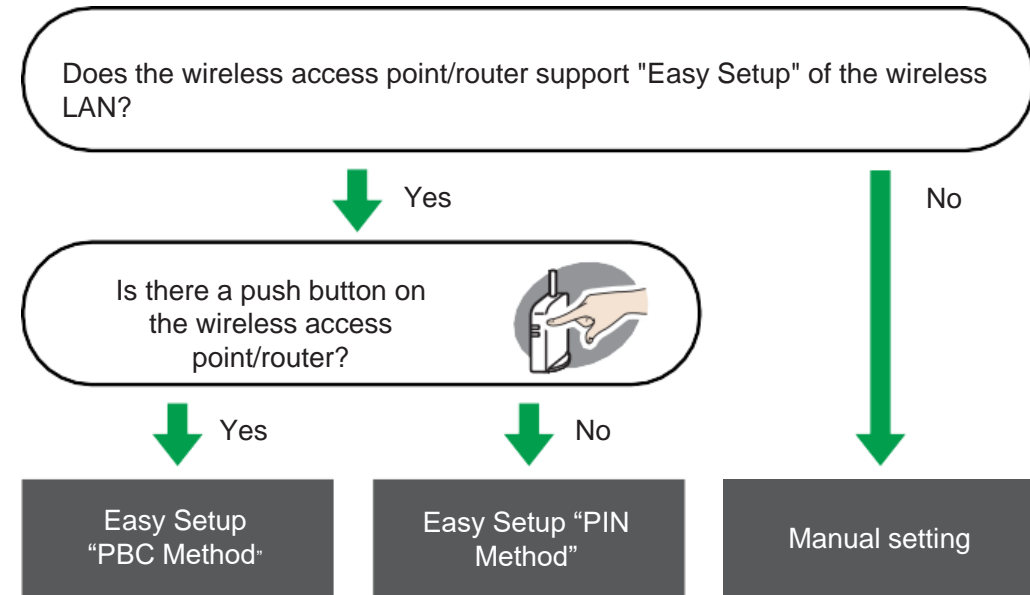 Does the wireless access point/router support "Easy Setup" of the wireless
LAN?
Yes
No
Is there a push button on
the wireless access
point/router?
Yes
No
Easy Setup
“PBC Method”
Easy Setup “PIN
Method”
Manual setting